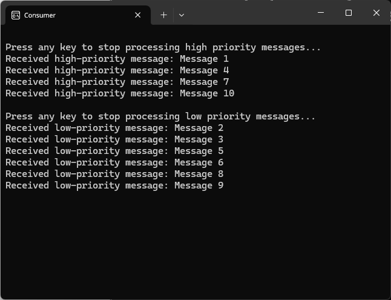 Consumer
Press any key to stop processing high priority messages...
Received high-priority message: Message 1
Received high-priority message: Message 4
Received high-priority message: Message 7
Received high-priority message: Message 10
Press any key to stop processing low priority messages...
Received low-priority message: Message 2
Received low-priority message: Message 3
Received low-priority message: Message 5
Received low-priority message: Message 6
Received low-priority message: Message 8
Received low-priority message: Message 9